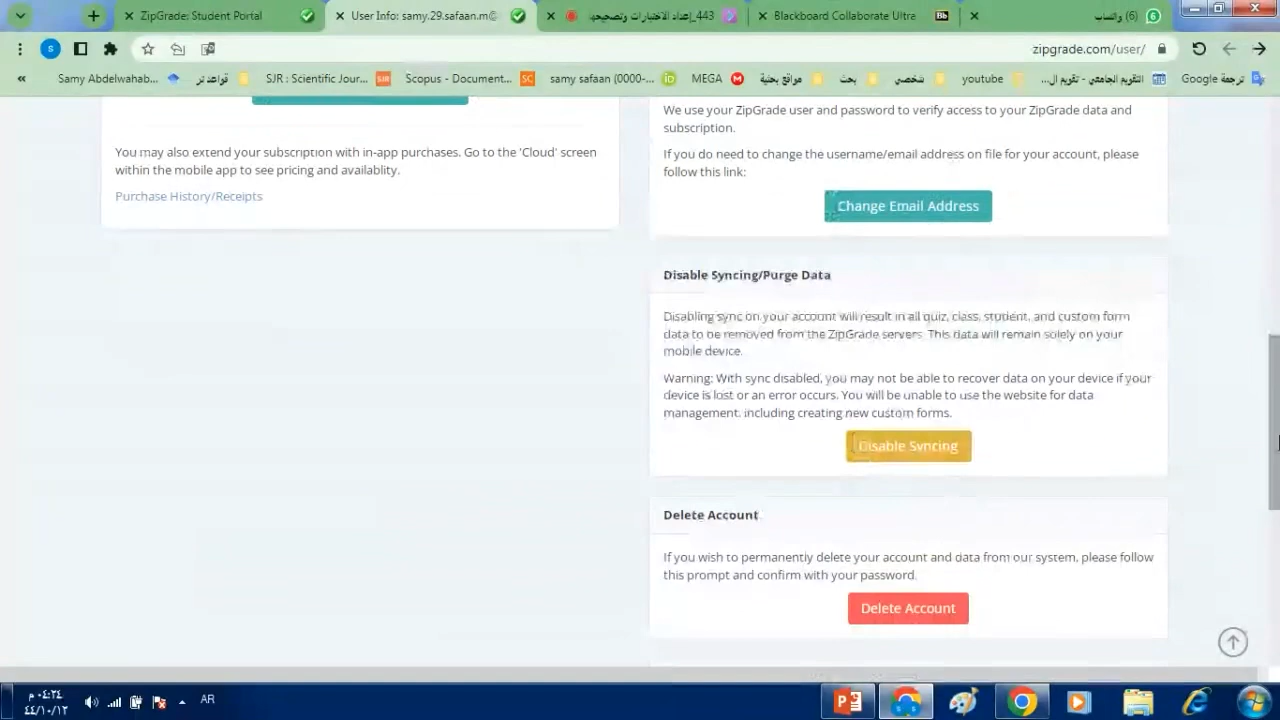 ZipGrade: Student Portal
User Info: samy.29.safaan.m@
443_إعداد الاختبارات وتصحيحه
Blackboard Collaborate Ultra
Bb
(6) واتساب
6
S
zipgrade.com/user/
«
Samy Abdelwahab...
قواعد تر
SJR : Scientific Jour...
SJR
Scopus - Document...
SC
samy safaan (0000-...
iD
MEGA
M
مواقع بحثية
بحث
شخصي
youtube
التقويم الجامعي - تقويم ال...
ترجمة Google
You may also extend your subscription with in-app purchases. Go to the 'Cloud' screen
within the mobile app to see pricing and availablity.
Purchase History/Receipts
We use your ZipGrade user and password to verify access to your ZipGrade data and
subscription.
If you do need to change the username/email address on file for your account, please
follow this link:
Change Email Address
Disable Syncing/Purge Data
Disabling sync on your account will result in all quiz, class, student, and custom form
data to be removed from the ZipGrade servers. This data will remain solely on your
mobile device.
Warning: With sync disabled, you may not be able to recover data on your device if your
device is lost or an error occurs. You will be unable to use the website for data
management, including creating new custom forms.
Disable Syncing
Delete Account
If you wish to permanently delete your account and data from our system, please follow
this prompt and confirm with your password.
Delete Account
٠٤:٢٤ م
٤٤/١٠/١٢
AR